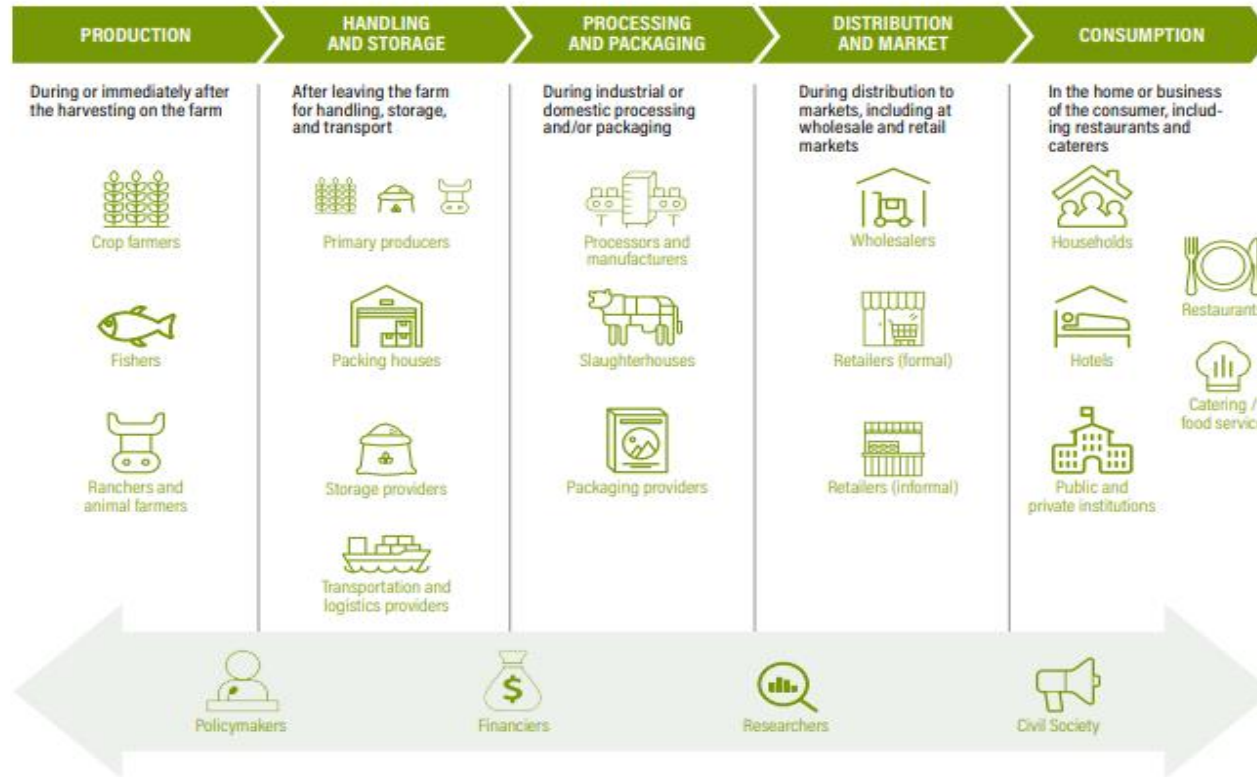 PRODUCTION
HANDLING
AND STORAGE
PROCESSING
AND PACKAGING
DISTRIBUTION
AND MARKET
CONSUMPTION
During or immediately after
the harvesting on the farm
After leaving the farm
for handling, storage,
and transport
During industrial or
domestic processing
and/or packaging
During distribution to
markets, including at
wholesale and retail
markets
In the home or business
of the consumer, includ-
ing restaurants and
caterers
Crop farmers
Fishers
Ranchers and
animal farmers
Primary producers
Packing houses
Storage providers
Transportation and
logistics providers
Processors and
manufacturers
Slaughterhouses
Packaging providers
Wholesalers
Retailers (formal)
Retailers (informal)
Households
Hotels
Public and
private institutions
Restaurant
Catering /
food servic
$
Policymakers
Financiers
Researchers
Civil Society